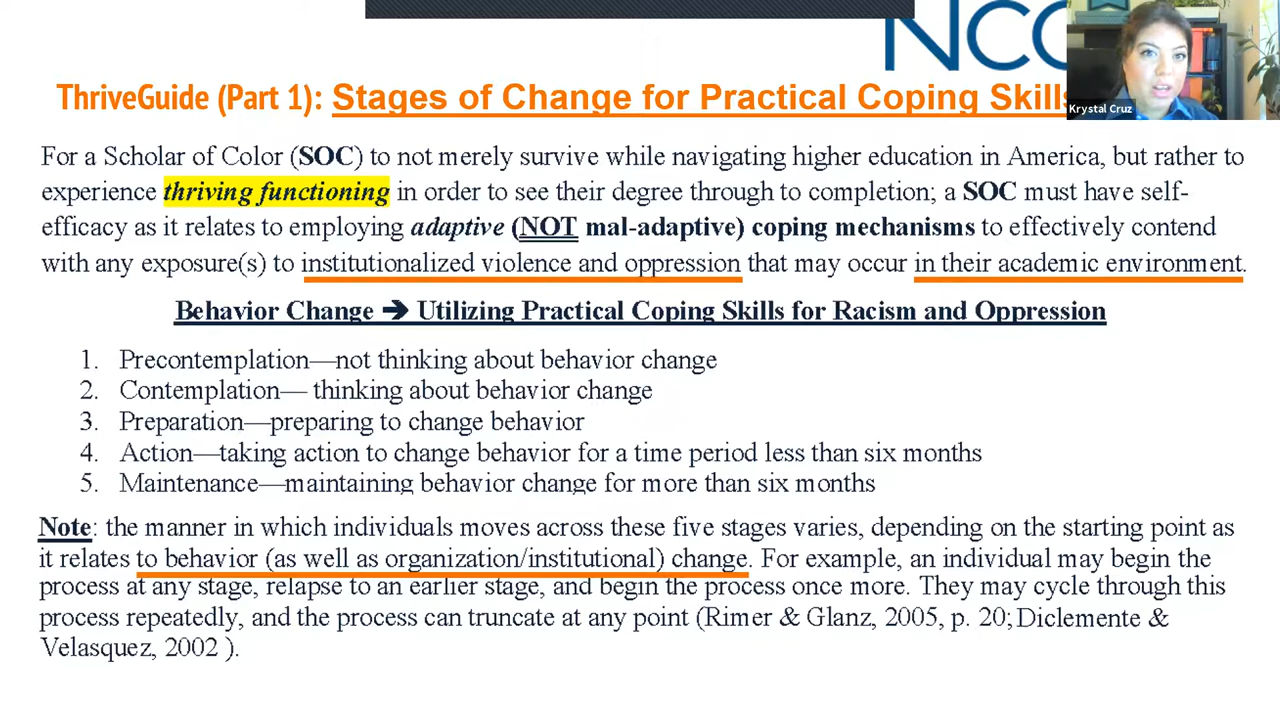 NCC
ThriveGuide (Part 1): Stages of Change for Practical Coping Skills
Krystal Cruz
For a Scholar of Color (SOC) to not merely survive while navigating higher education in America, but rather to
experience thriving functioning in order to see their degree through to completion; a SOC must have self-
efficacy as it relates to employing adaptive (NOT mal-adaptive) coping mechanisms to effectively contend
with any exposure(s) to institutionalized violence and oppression that may occur in their academic environment.
Behavior Change ➔ Utilizing Practical Coping Skills for Racism and Oppression
1. Precontemplation—not thinking about behavior change
2. Contemplation— thinking about behavior change
3. Preparation—preparing to change behavior
4. Action—taking action to change behavior for a time period less than six months
5. Maintenance—maintaining behavior change for more than six months
Note: the manner in which individuals moves across these five stages varies, depending on the starting point as
it relates to behavior (as well as organization/institutional) change. For example, an individual may begin the
process at any stage, relapse to an earlier stage, and begin the process once more. They may cycle through this
process repeatedly, and the process can truncate at any point (Rimer & Glanz, 2005, p. 20; Diclemente &
Velasquez, 2002 ).